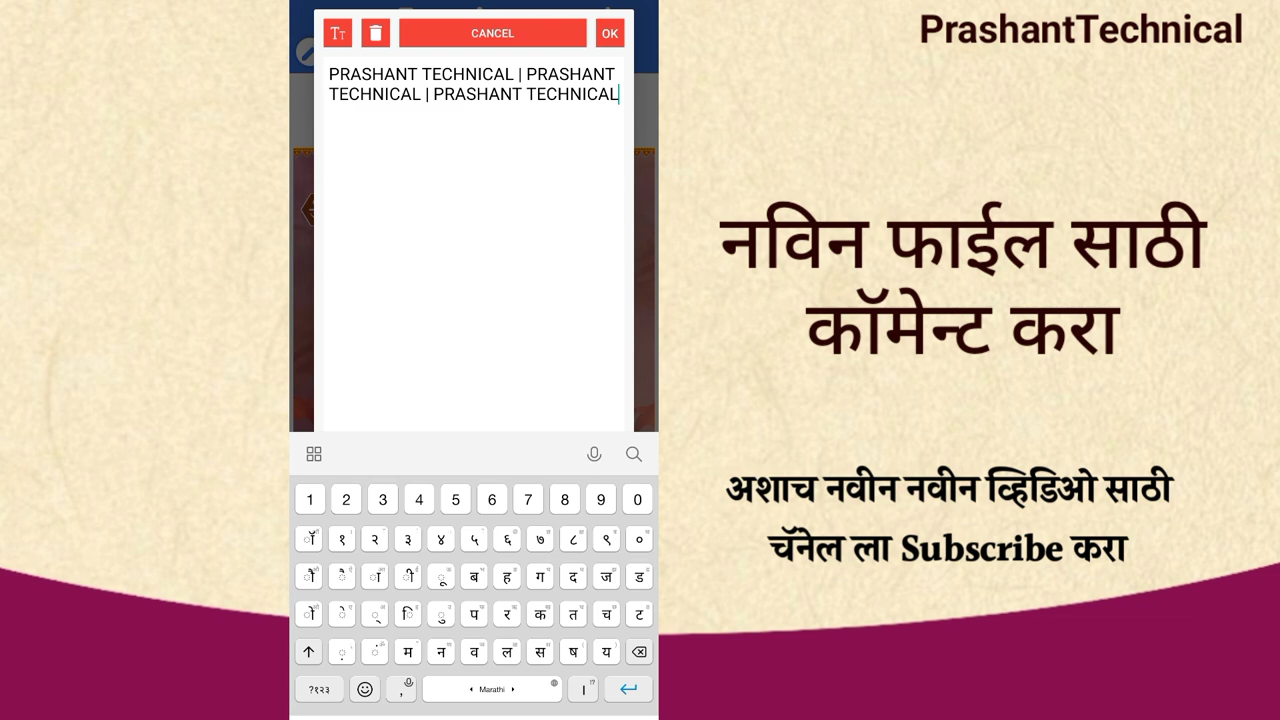 PrashantTechnical
TT
CANCEL
OK
PRASHANT TECHNICAL | PRASHANT
TECHNICAL | PRASHANT TECHNICAL
नविन फाईल साठी
कॉमेन्ट करा
अशाच नवीन नवीन व्हिडिओ साठी
चॅनेल ला Subscribe करा
1 2 3 4 5 6 7 8 9 0
ॉ १ २ ३ ४ ५ ६ ७ ८ ९ ०
ौ ै ा ी ू ब ह ग द ज ड
ो े ् ि ु प र क त च ट
़ ं म न व ल स ष य
?१२३ , Marathi ।